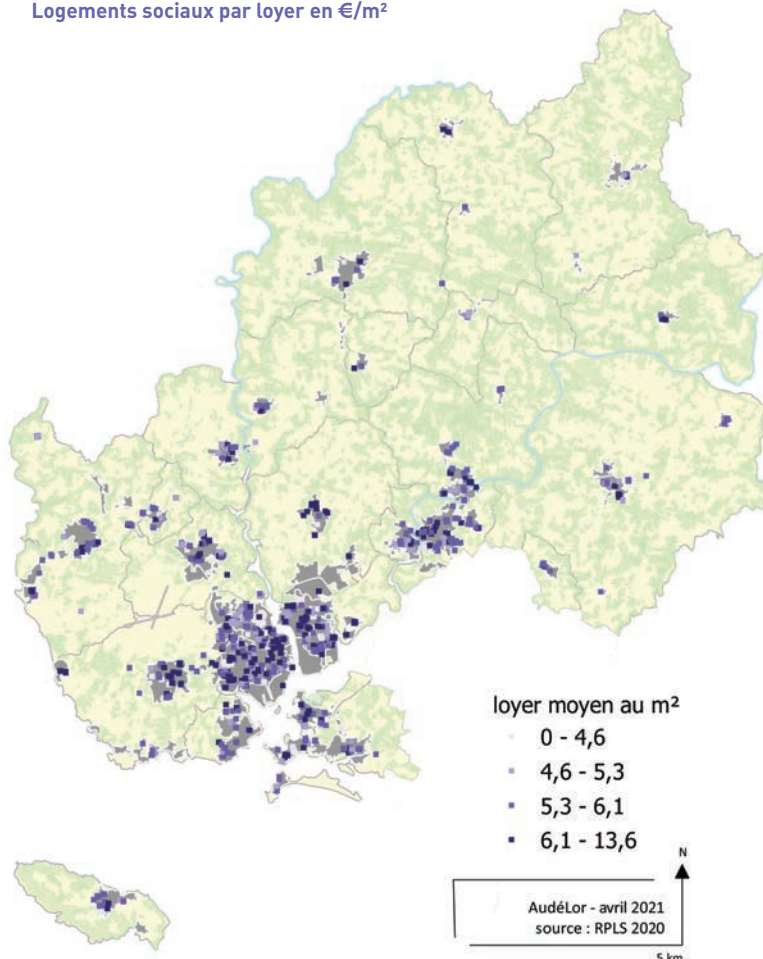 Logements sociaux par loyer en €/m²
loyer moyen au m²
0 - 4,6
4,6 - 5,3
5,3 - 6,1
6,1 - 13,6
N
AudéLor - avril 2021
source : RPLS 2020
5 km